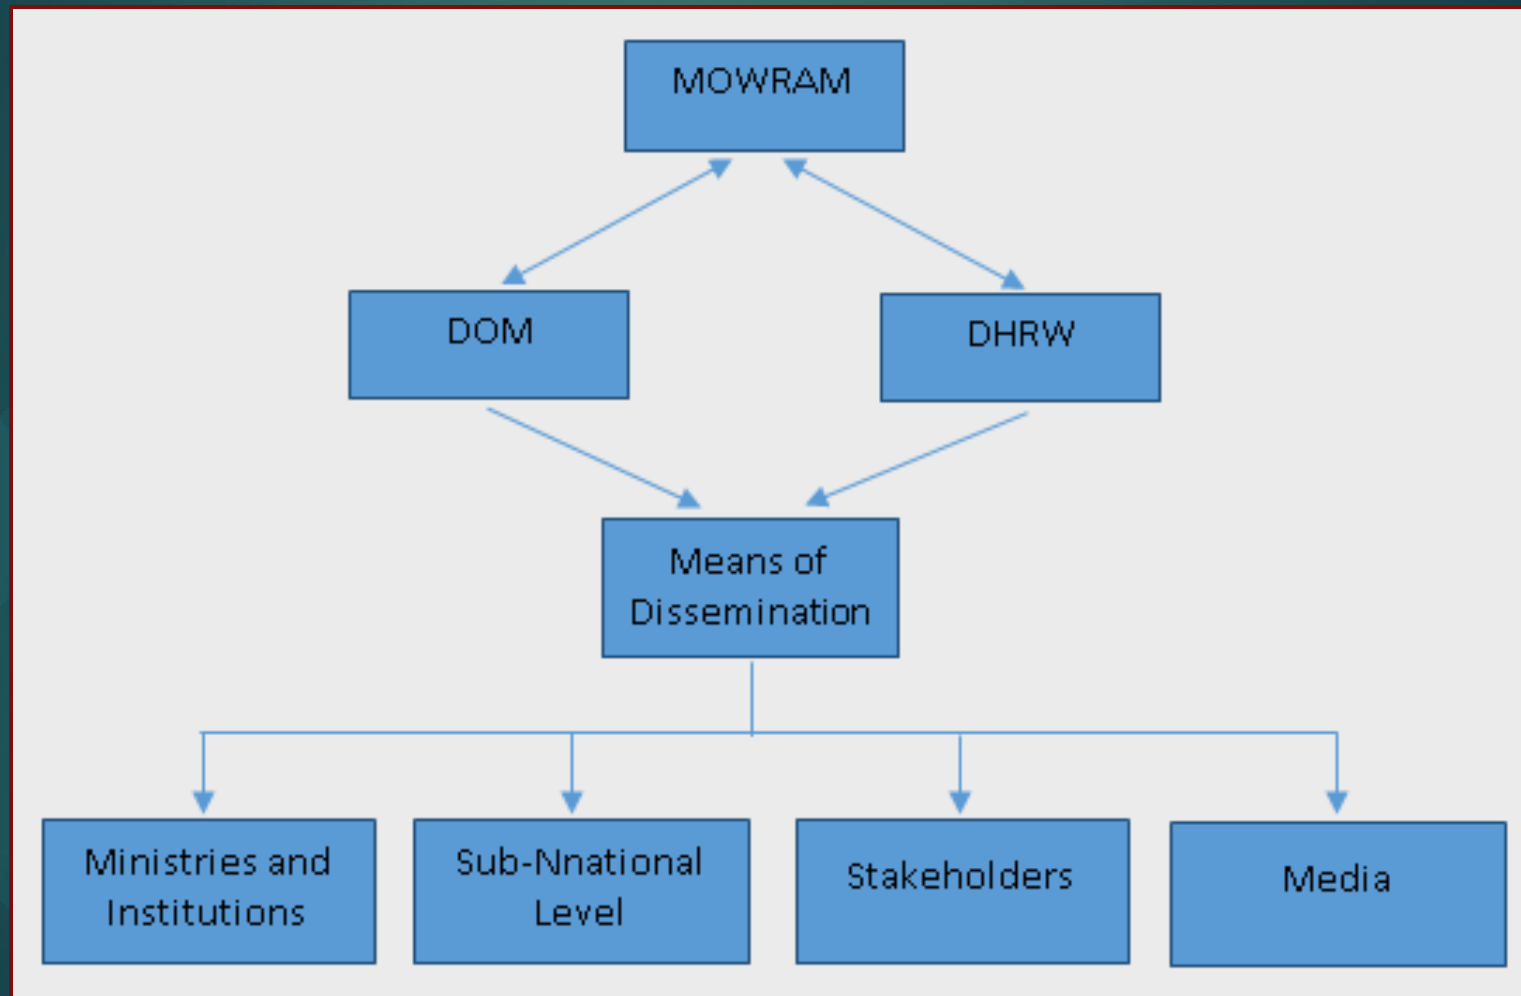 MOWRAM
DOM
DHRW
Means of
Dissemination
Ministries and
Institutions
Sub-Nnational
Level
Stakeholders
Media